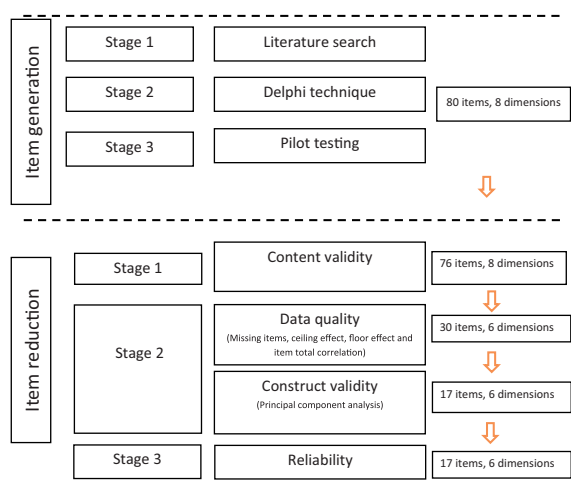 Item generation
Stage 1
Literature search
Stage 2
Delphi technique
80 items, 8 dimensions
Stage 3
Pilot testing
Item reduction
Stage 1
Content validity
76 items, 8 dimensions
Stage 2
Data quality
(Missing items, ceiling effect, floor effect and
item total correlation)
30 items, 6 dimensions
Construct validity
(Principal component analysis)
17 items, 6 dimensions
Stage 3
Reliability
17 items, 6 dimensions